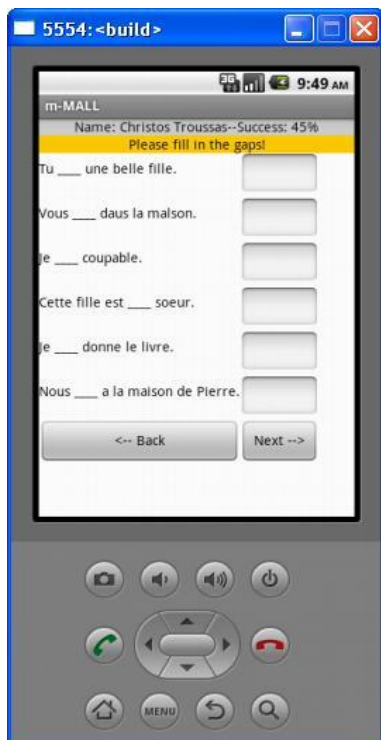 5554:<build>
3G 9:49 AM
m-MALL
Name: Christos Troussas--Success: 45%
Please fill in the gaps!
Tu ___ une belle fille.
Vous ___ daus la malson.
Je ___ coupable.
Cette fille est ___ soeur.
Je ___ donne le livre.
Nous ___ a la maison de Pierre.
<-- Back Next -->
MENU